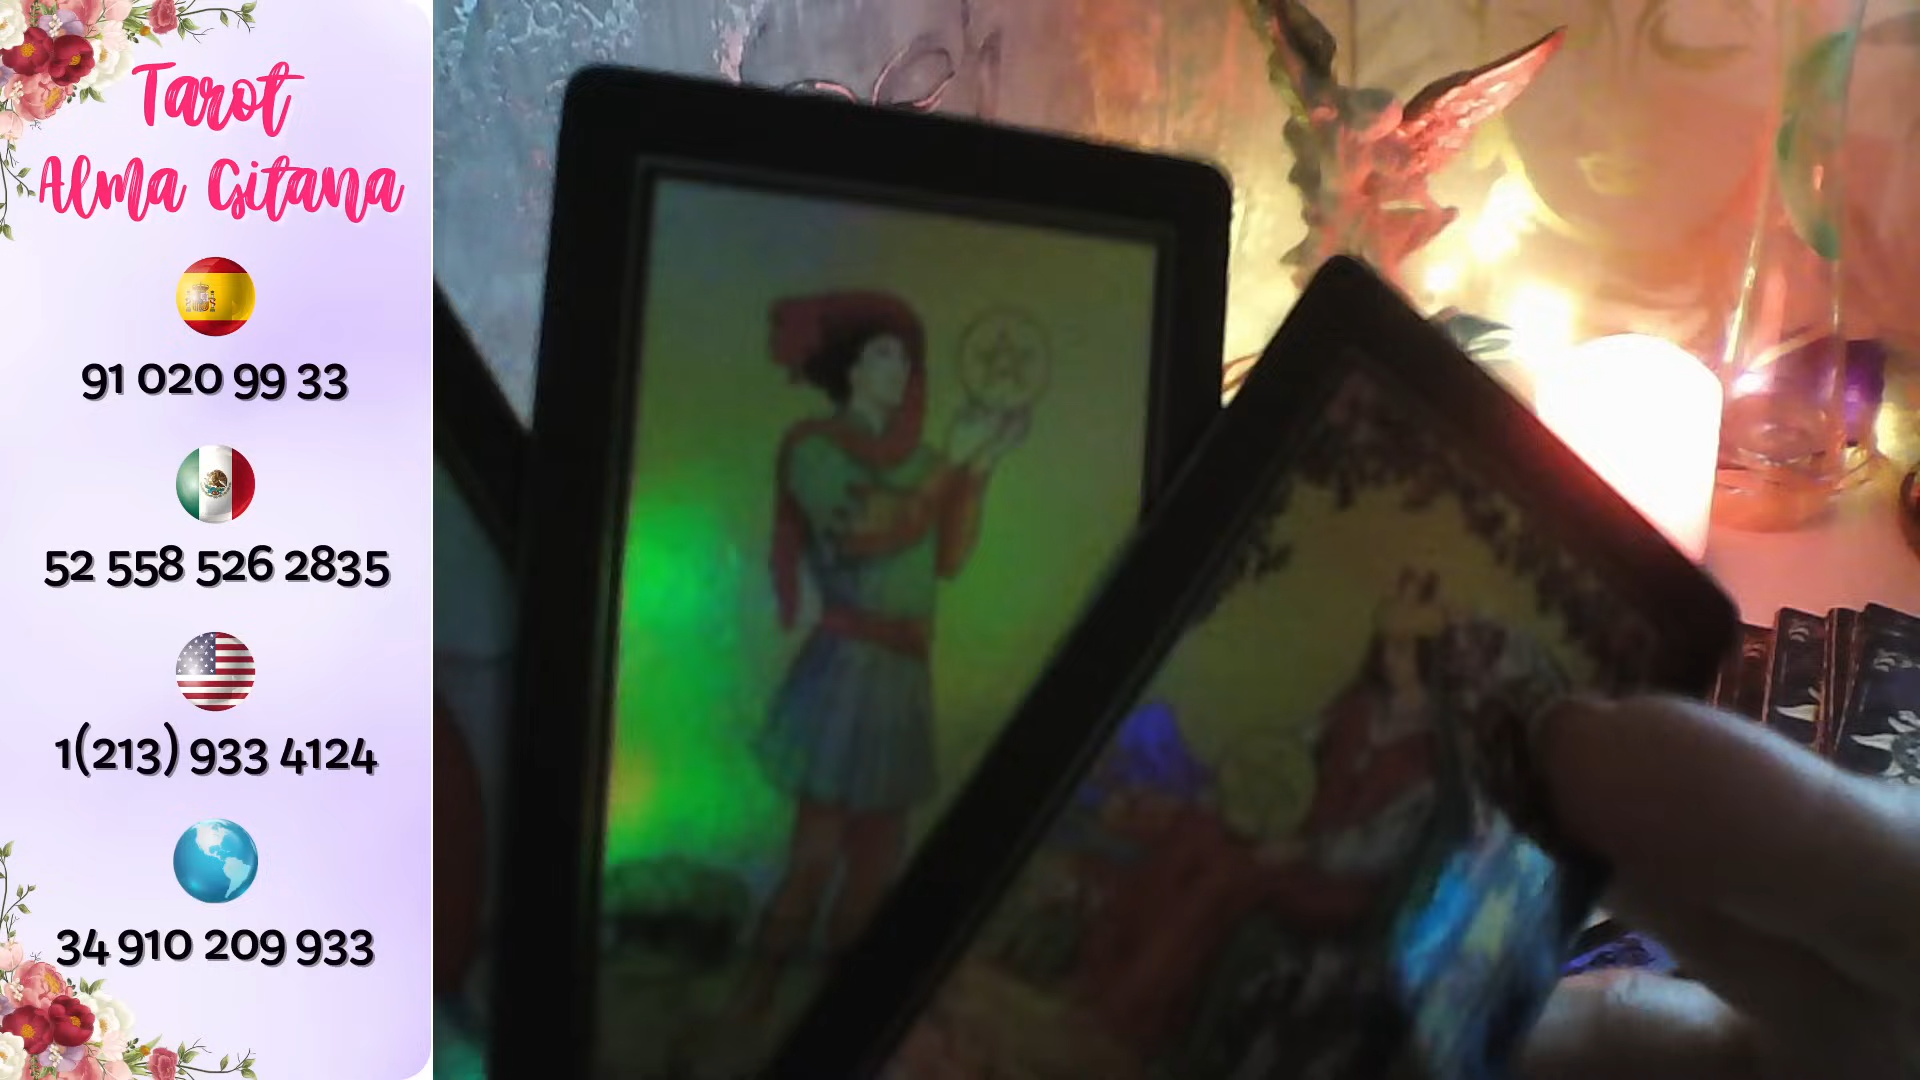 Tarot
Alma Gitana
91 020 99 33
52 558 526 2835
1(213) 933 4124
34 910 209 933